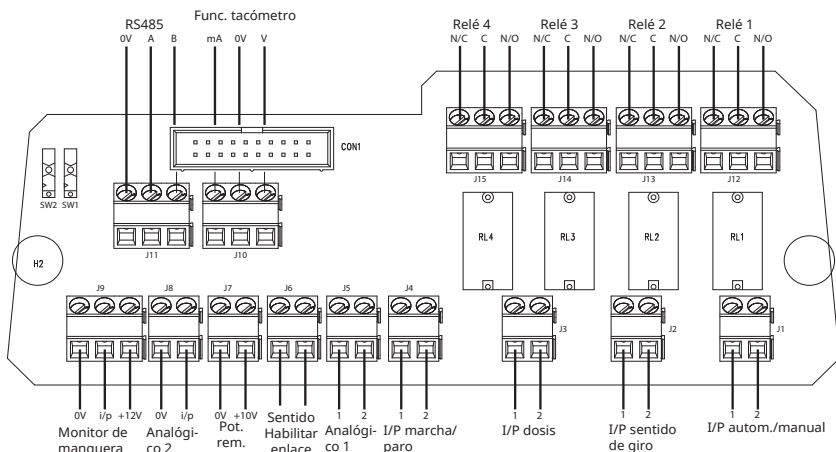 RS485
Func. tacómetro
Relé 4
Relé 3
Relé 2
Relé 1
0V A B
mA 0V V
N/C C N/O
N/C C N/O
N/C C N/O
N/C C N/O
CON1
SW2 SW1
J15
J14
J13
J12
J11
J10
RL4
RL3
RL2
RL1
H2
J9
J8
J7
J6
J5
J4
J3
J2
J1
0V i/p +12V
0V i/p
0V +10V
1 2
1 2
1 2
1 2
1 2
Monitor de
manguera
Analógi-
co 2
Pot.
rem.
Sentido
Habilitar
enlace
Analógi-
co 1
I/P marcha/
paro
I/P dosis
I/P sentido
de giro
I/P autom./manual